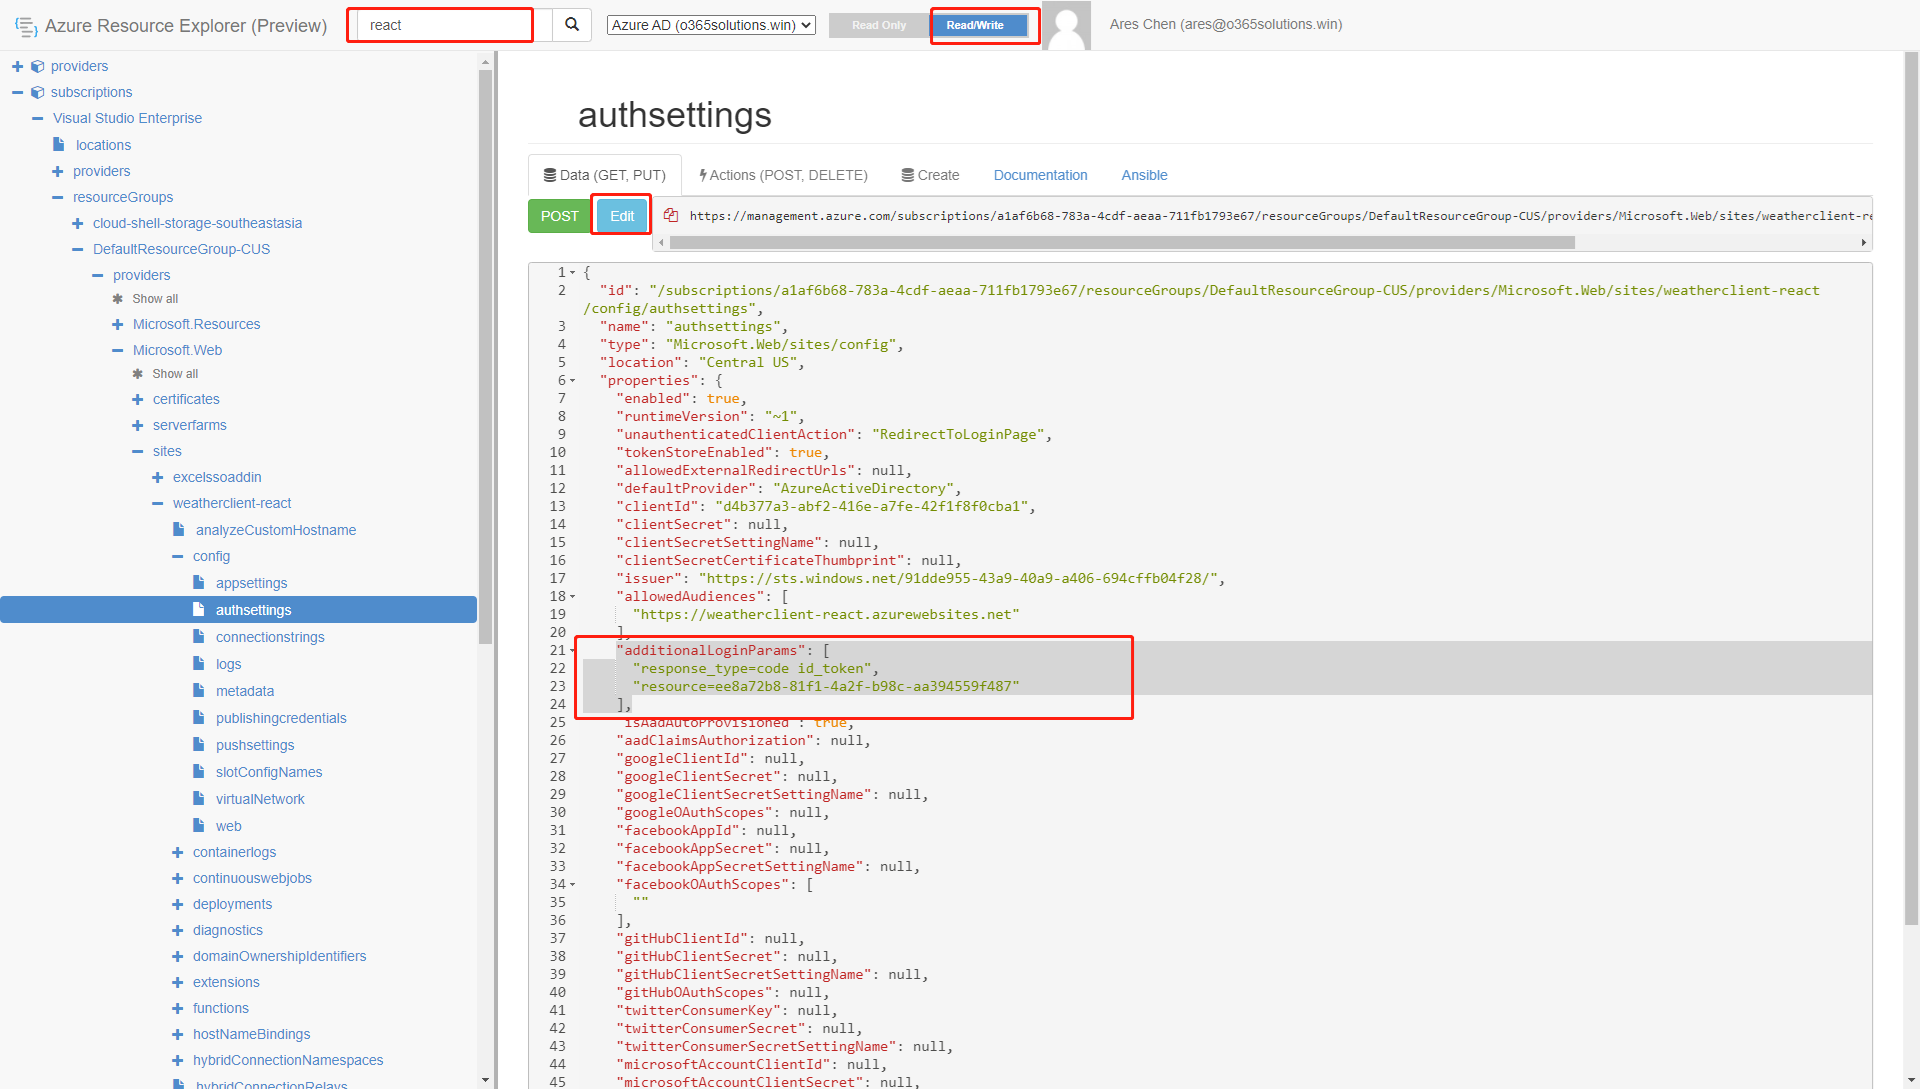 Azure Resource Explorer (Preview)
react
Azure AD (o365solutions.win)
Read Only
Read/Write
Ares Chen (ares@o365solutions.win)
providers
subscriptions
Visual Studio Enterprise
locations
providers
resourceGroups
cloud-shell-storage-southeastasia
DefaultResourceGroup-CUS
providers
Show all
Microsoft.Resources
Microsoft.Web
Show all
certificates
serverfarms
sites
excelssoaddin
weatherclient-react
analyzeCustomHostname
config
appsettings
authsettings
connectionstrings
logs
metadata
publishingcredentials
pushsettings
slotConfigNames
virtualNetwork
web
containerlogs
continuouswebjobs
deployments
diagnostics
domainOwnershipIdentifiers
extensions
functions
hostNameBindings
hybridConnectionNamespaces
hybridConnectionRelays
authsettings
Data (GET, PUT)
Actions (POST, DELETE)
Create
Documentation
Ansible
POST
Edit
https://management.azure.com/subscriptions/a1af6b68-783a-4cdf-aeaa-711fb1793e67/resourceGroups/DefaultResourceGroup-CUS/providers/Microsoft.Web/sites/weatherclient-re
1 {
2 "id": "/subscriptions/a1af6b68-783a-4cdf-aeaa-711fb1793e67/resourceGroups/DefaultResourceGroup-CUS/providers/Microsoft.Web/sites/weatherclient-react
/config/authsettings",
3 "name": "authsettings",
4 "type": "Microsoft.Web/sites/config",
5 "location": "Central US",
6 "properties": {
7 "enabled": true,
8 "runtimeVersion": "~1",
9 "unauthenticatedClientAction": "RedirectToLoginPage",
10 "tokenStoreEnabled": true,
11 "allowedExternalRedirectUrls": null,
12 "defaultProvider": "AzureActiveDirectory",
13 "clientId": "d4b377a3-abf2-416e-a7fe-42f1f8f0cba1",
14 "clientSecret": null,
15 "clientSecretSettingName": null,
16 "clientSecretCertificateThumbprint": null,
17 "issuer": "https://sts.windows.net/91dde955-43a9-40a9-a406-694cffb04f28/",
18 "allowedAudiences": [
19 "https://weatherclient-react.azurewebsites.net"
20 ],
21 "additionalLoginParams": [
22 "response_type=code id_token",
23 "resource=ee8a72b8-81f1-4a2f-b98c-aa394559f487"
24 ],
25 "isAadAutoProvisioned": true,
26 "aadClaimsAuthorization": null,
27 "googleClientId": null,
28 "googleClientSecret": null,
29 "googleClientSecretSettingName": null,
30 "googleOAuthScopes": null,
31 "facebookAppId": null,
32 "facebookAppSecret": null,
33 "facebookAppSecretSettingName": null,
34 "facebookOAuthScopes": [
35 ""
36 ],
37 "gitHubClientId": null,
38 "gitHubClientSecret": null,
39 "gitHubClientSecretSettingName": null,
40 "gitHubOAuthScopes": null,
41 "twitterConsumerKey": null,
42 "twitterConsumerSecret": null,
43 "twitterConsumerSecretSettingName": null,
44 "microsoftAccountClientId": null,
45 "microsoftAccountClientSecret": null,